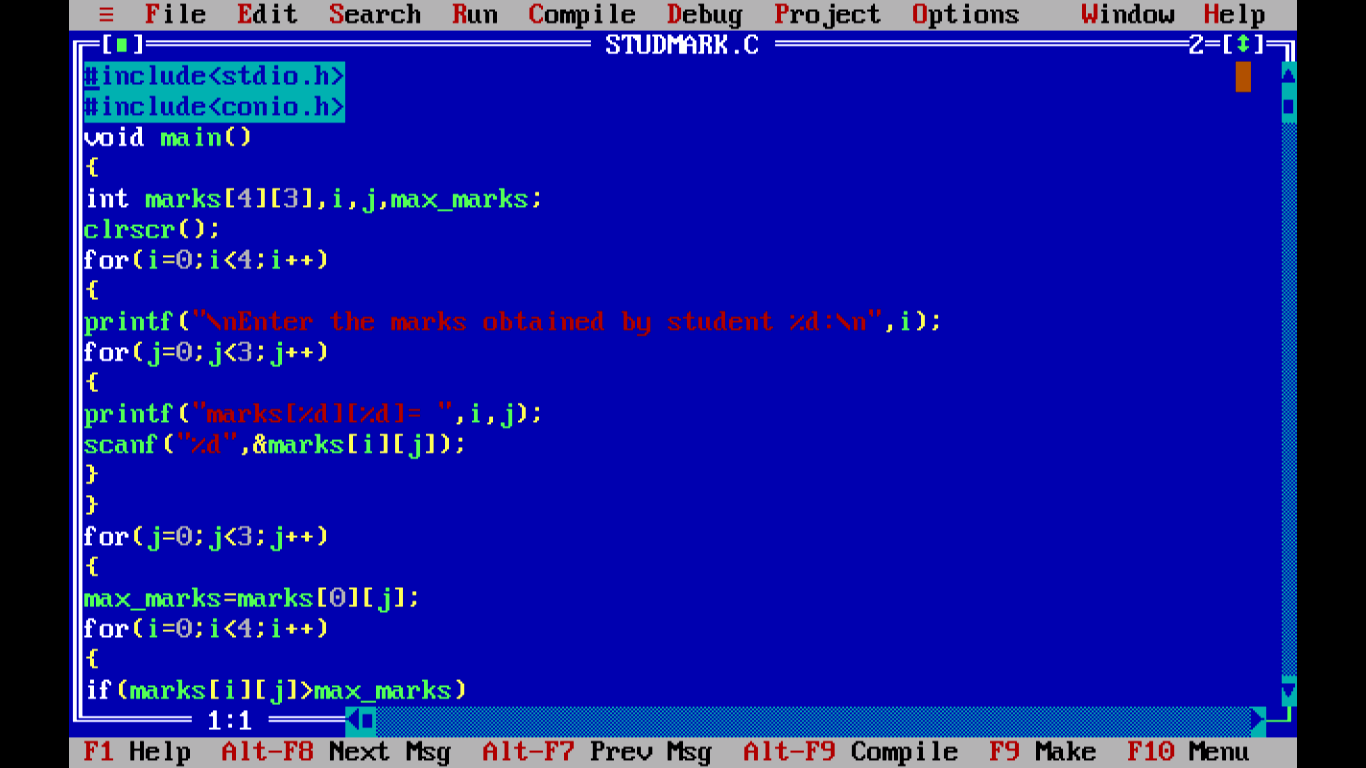 ≡ File Edit Search Run Compile Debug Project Options Window Help
[■] STUDMARK.C 2=[↕]
#include<stdio.h>
#include<conio.h>
void main()
{
int marks[4][3],i,j,max_marks;
clrscr();
for(i=0;i<4;i++)
{
printf("\nEnter the marks obtained by student %d:\n",i);
for(j=0;j<3;j++)
{
printf("marks[%d][%d]= ",i,j);
scanf("%d",&marks[i][j]);
}
}
for(j=0;j<3;j++)
{
max_marks=marks[0][j];
for(i=0;i<4;i++)
{
if(marks[i][j]>max_marks)
1:1
F1 Help Alt-F8 Next Msg Alt-F7 Prev Msg Alt-F9 Compile F9 Make F10 Menu